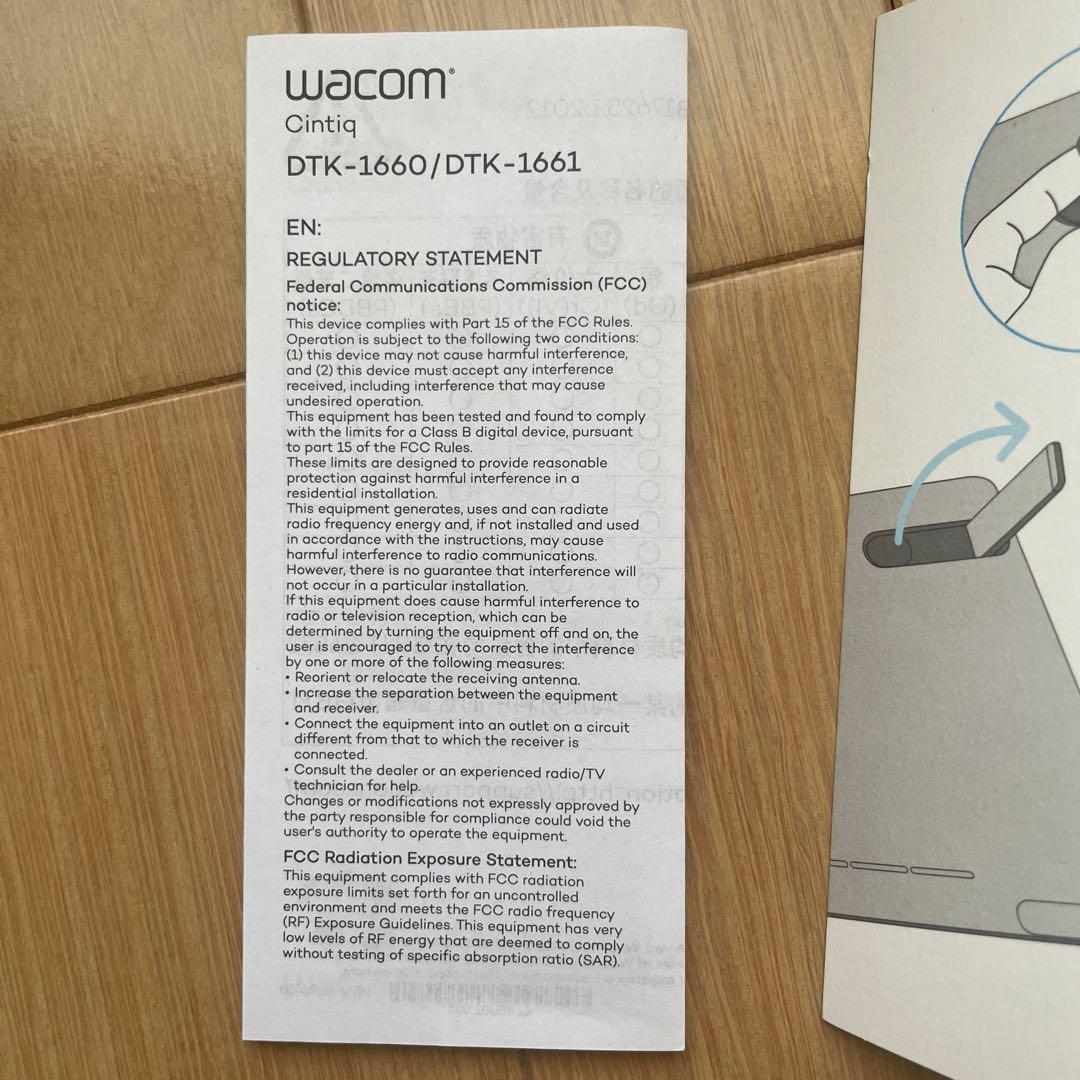 wacom®
Cintiq
DTK-1660/DTK-1661
EN:
REGULATORY STATEMENT
Federal Communications Commission (FCC)
notice:
This device complies with Part 15 of the FCC Rules.
Operation is subject to the following two conditions:
(1) this device may not cause harmful interference,
and (2) this device must accept any interference
received, including interference that may cause
undesired operation.
This equipment has been tested and found to comply
with the limits for a Class B digital device, pursuant
to part 15 of the FCC Rules.
These limits are designed to provide reasonable
protection against harmful interference in a
residential installation.
This equipment generates, uses and can radiate
radio frequency energy and, if not installed and used
in accordance with the instructions, may cause
harmful interference to radio communications.
However, there is no guarantee that interference will
not occur in a particular installation.
If this equipment does cause harmful interference to
radio or television reception, which can be
determined by turning the equipment off and on, the
user is encouraged to try to correct the interference
by one or more of the following measures:
• Reorient or relocate the receiving antenna.
• Increase the separation between the equipment
and receiver.
• Connect the equipment into an outlet on a circuit
different from that to which the receiver is
connected.
• Consult the dealer or an experienced radio/TV
technician for help.
Changes or modifications not expressly approved by
the party responsible for compliance could void the
user's authority to operate the equipment.
FCC Radiation Exposure Statement:
This equipment complies with FCC radiation
exposure limits set forth for an uncontrolled
environment and meets the FCC radio frequency
(RF) Exposure Guidelines. This equipment has very
low levels of RF energy that are deemed to comply
without testing of specific absorption ratio (SAR).